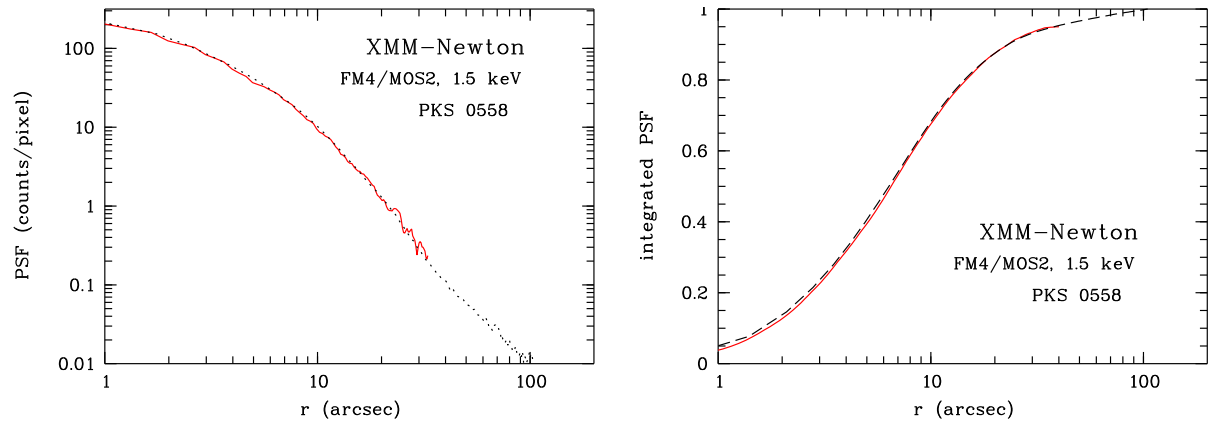 XMM-Newton
FM4/MOS2, 1.5 keV
PKS 0558
PSF (counts/pixel)
100
10
1
0.1
0.01
1
10
100
r (arcsec)
XMM-Newton
FM4/MOS2, 1.5 keV
PKS 0558
integrated PSF
1
0.8
0.6
0.4
0.2
0
1
10
100
r (arcsec)